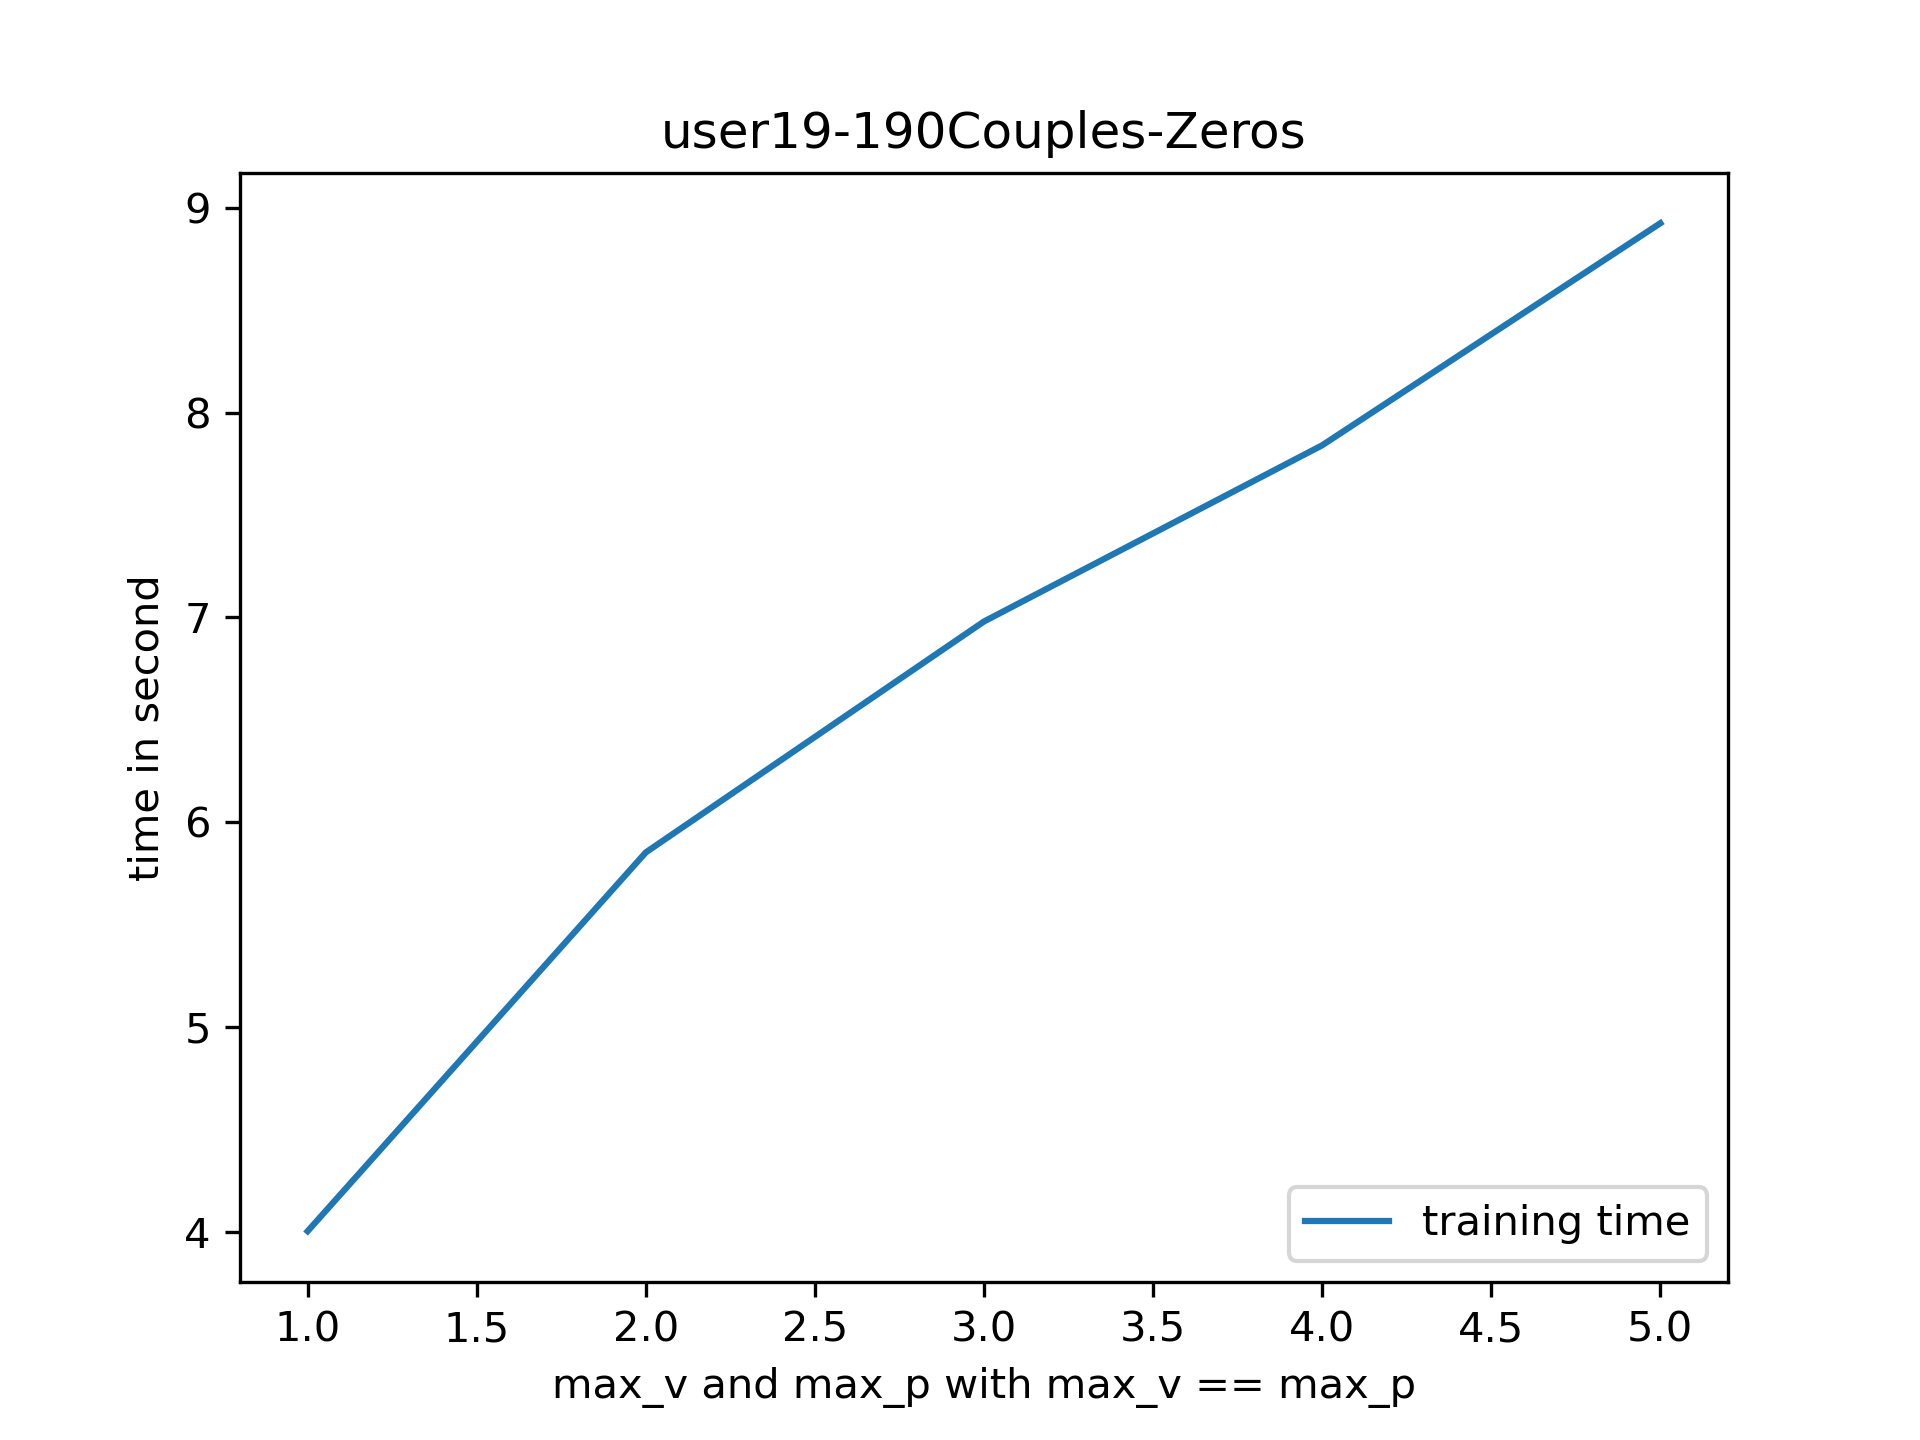 user19-190Couples-Zeros
9
8
7
6
5
4
time in second
training time
1.0 1.5 2.0 2.5 3.0 3.5 4.0 4.5 5.0
max_v and max_p with max_v == max_p